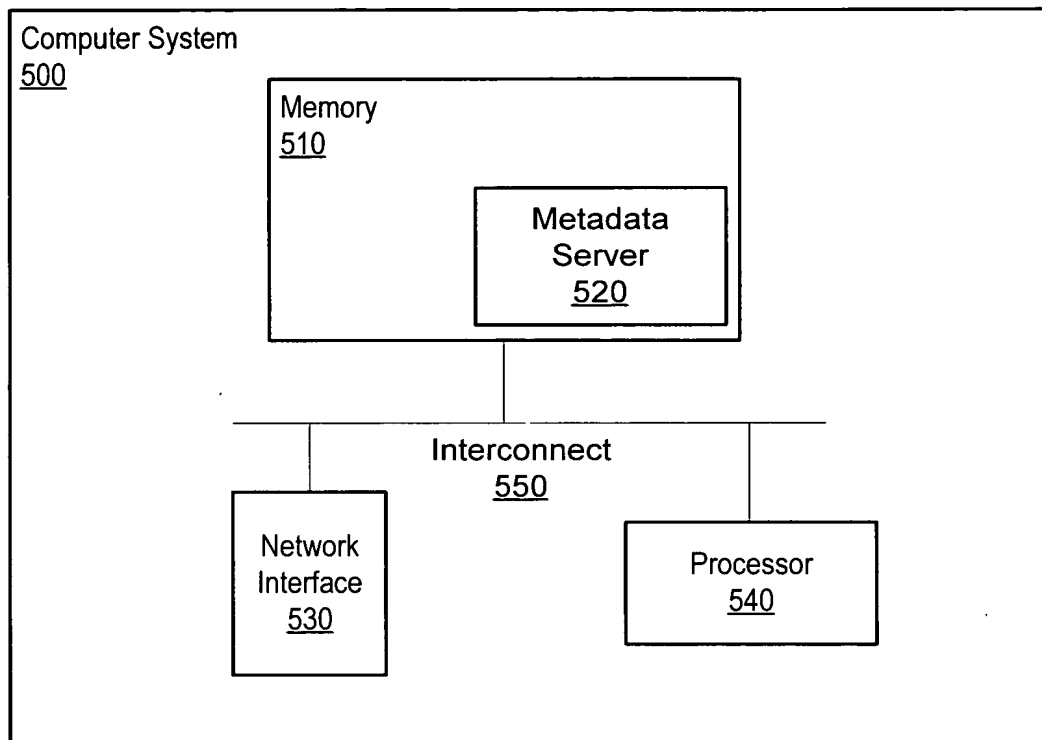 Computer System
500
Memory
510
Metadata
Server
520
Interconnect
550
Network
Interface
530
Processor
540